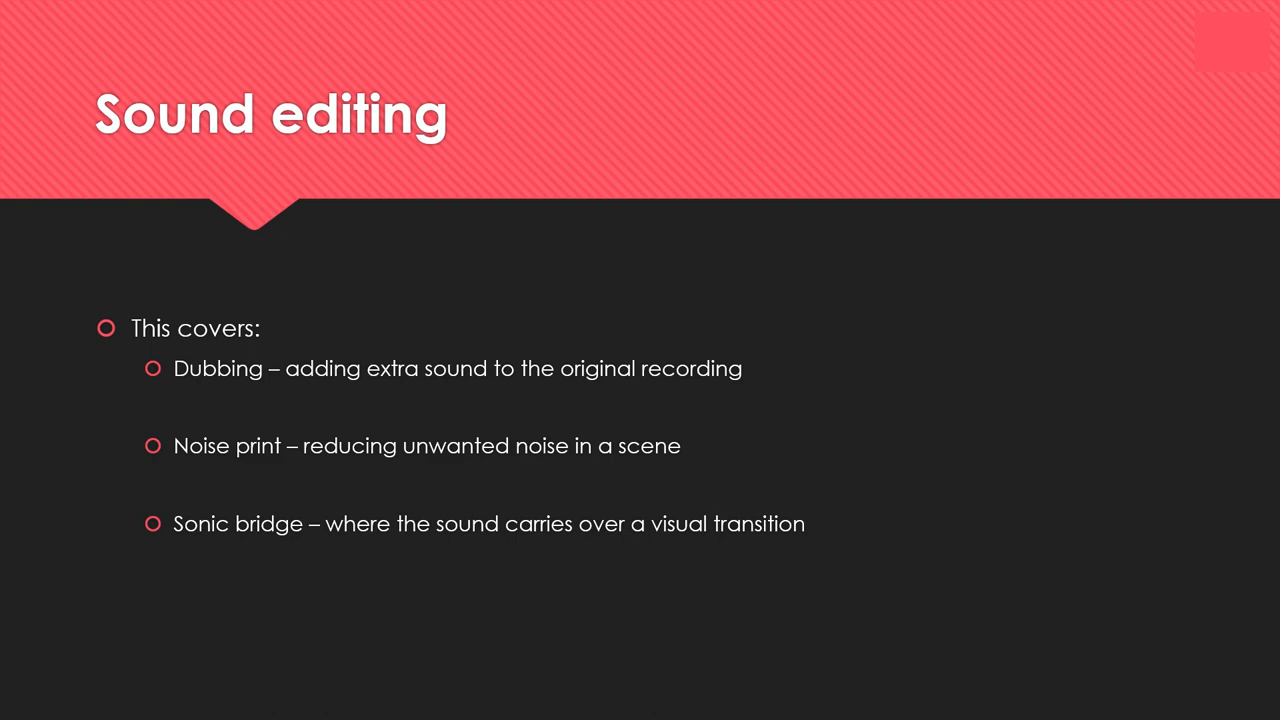 Sound editing
This covers:
Dubbing – adding extra sound to the original recording
Noise print – reducing unwanted noise in a scene
Sonic bridge – where the sound carries over a visual transition